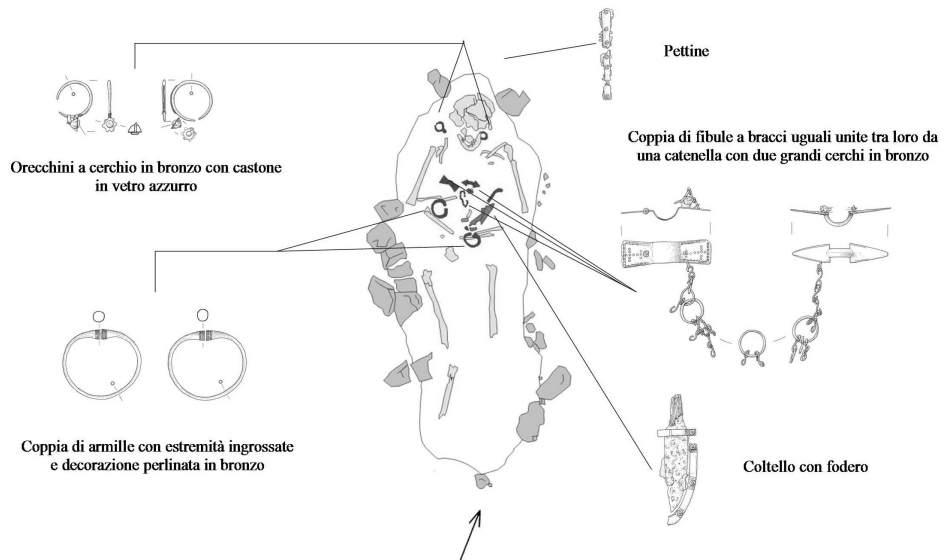 Pettine
Coppia di fibule a bracci uguali unite tra loro da
una catenella con due grandi cerchi in bronzo
Orecchini a cerchio in bronzo con castone
in vetro azzurro
Coppia di armille con estremità ingrossate
e decorazione perlinata in bronzo
Coltello con fodero